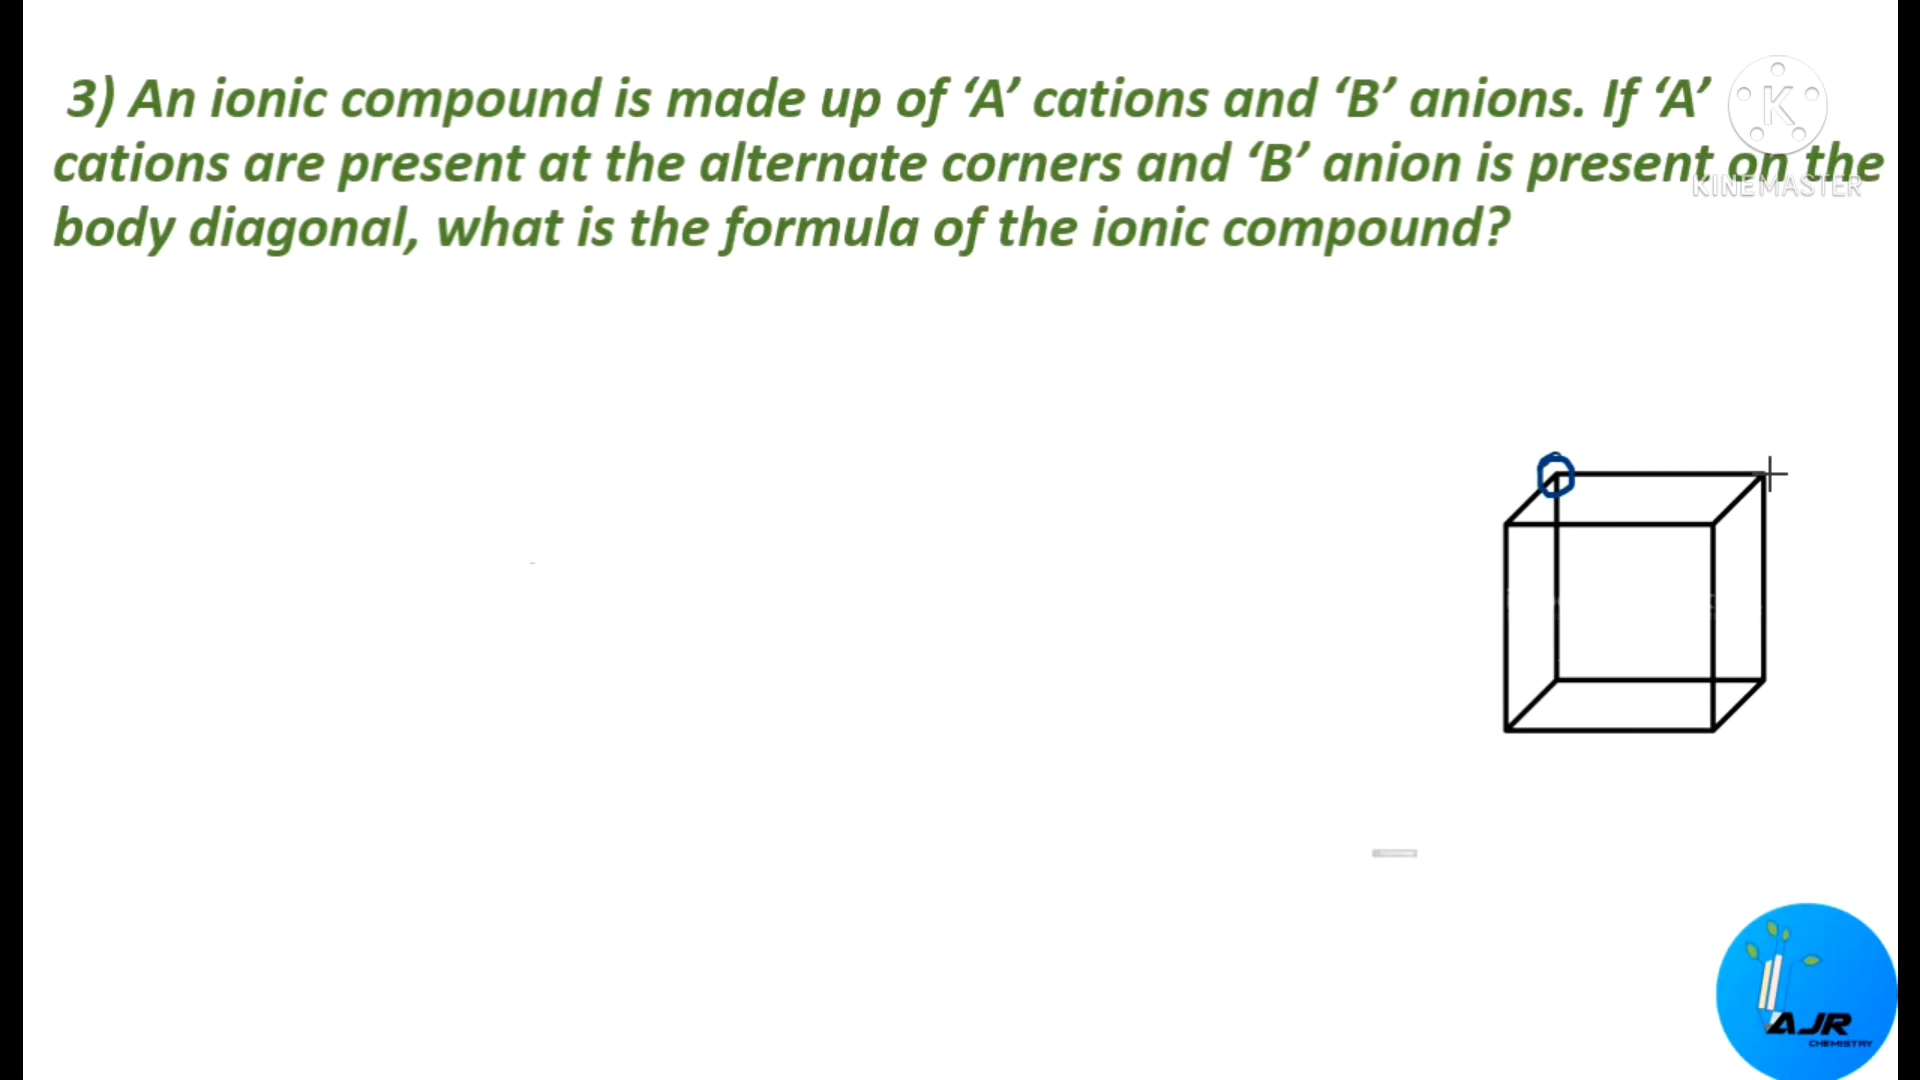 3) An ionic compound is made up of ‘A’ cations and ‘B’ anions. If ‘A’
cations are present at the alternate corners and ‘B’ anion is present on the
body diagonal, what is the formula of the ionic compound?
K
KINEMASTER
AJR
CHEMISTRY